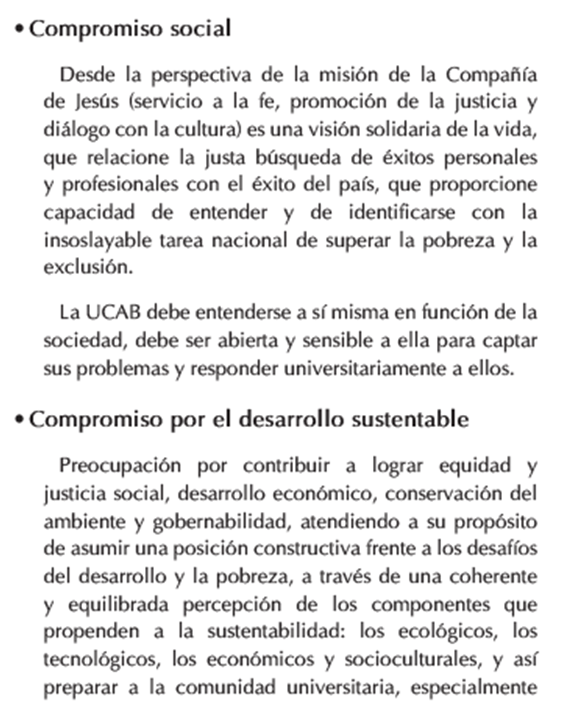 • Compromiso social
Desde la perspectiva de la misión de la Compañía
de Jesús (servicio a la fe, promoción de la justicia y
diálogo con la cultura) es una visión solidaria de la vida,
que relacione la justa búsqueda de éxitos personales
y profesionales con el éxito del país, que proporcione
capacidad de entender y de identificarse con la
insoslayable tarea nacional de superar la pobreza y la
exclusión.
La UCAB debe entenderse a sí misma en función de la
sociedad, debe ser abierta y sensible a ella para captar
sus problemas y responder universitariamente a ellos.
• Compromiso por el desarrollo sustentable
Preocupación por contribuir a lograr equidad y
justicia social, desarrollo económico, conservación del
ambiente y gobernabilidad, atendiendo a su propósito
de asumir una posición constructiva frente a los desafíos
del desarrollo y la pobreza, a través de una coherente
y equilibrada percepción de los componentes que
propenden a la sustentabilidad: los ecológicos, los
tecnológicos, los económicos y socioculturales, y así
preparar a la comunidad universitaria, especialmente